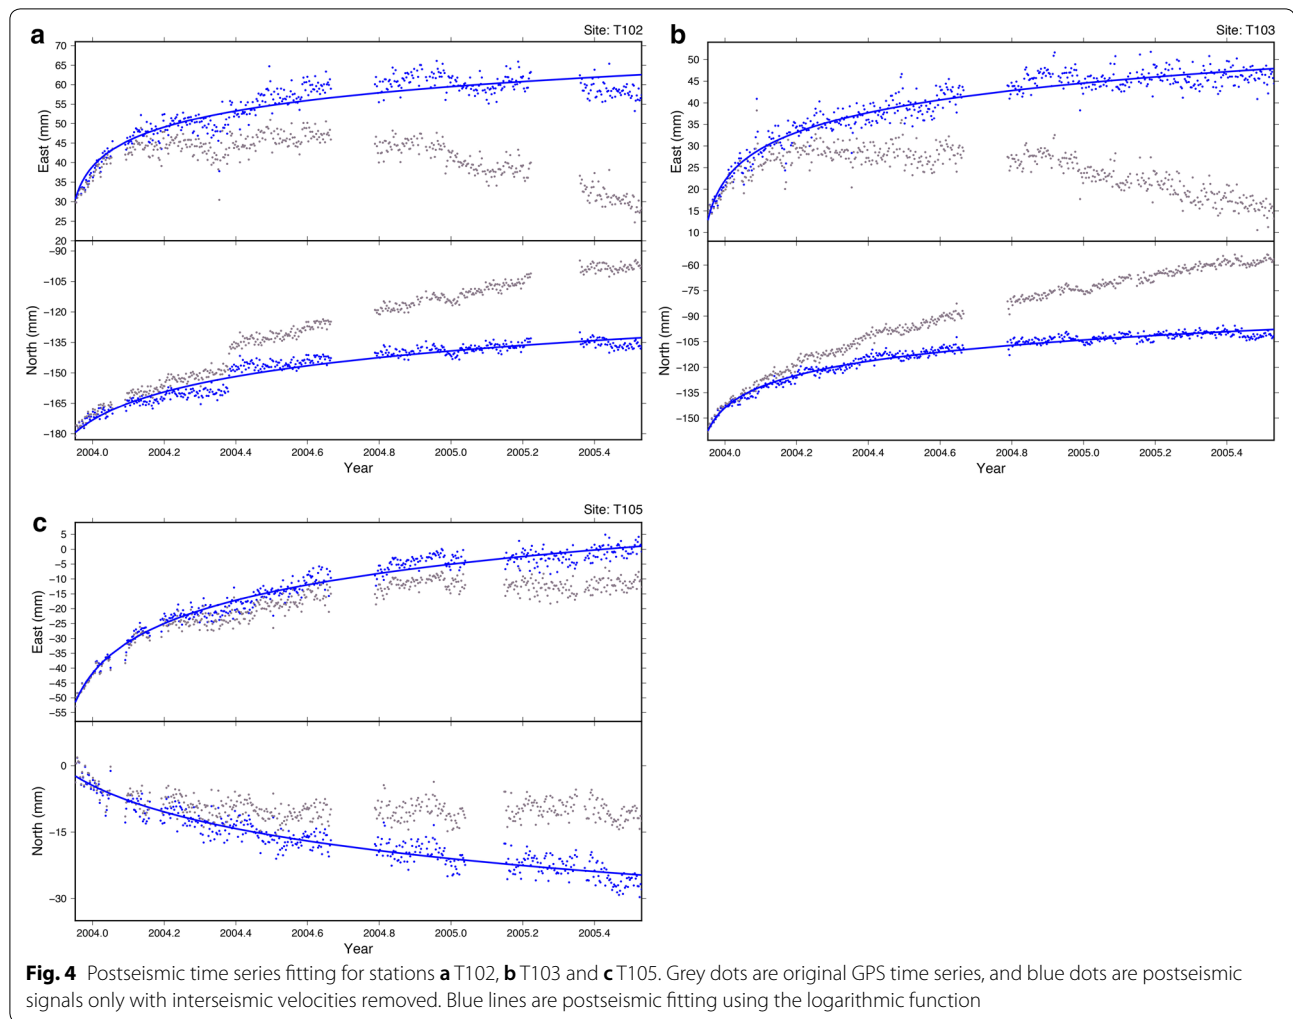 a
Site: T102
70
65
60
55
50
45
40
35
30
25
20
East (mm)
−90
−105
−120
−135
−150
−165
−180
North (mm)
2004.0 2004.2 2004.4 2004.6 2004.8 2005.0 2005.2 2005.4
Year
b
Site: T103
50
45
40
35
30
25
20
15
10
East (mm)
−60
−75
−90
−105
−120
−135
−150
North (mm)
2004.0 2004.2 2004.4 2004.6 2004.8 2005.0 2005.2 2005.4
Year
c
Site: T105
5
0
−5
−10
−15
−20
−25
−30
−35
−40
−45
−50
−55
East (mm)
0
−15
−30
North (mm)
2004.0 2004.2 2004.4 2004.6 2004.8 2005.0 2005.2 2005.4
Year
Fig. 4 Postseismic time series fitting for stations a T102, b T103 and c T105. Grey dots are original GPS time series, and blue dots are postseismic
signals only with interseismic velocities removed. Blue lines are postseismic fitting using the logarithmic function